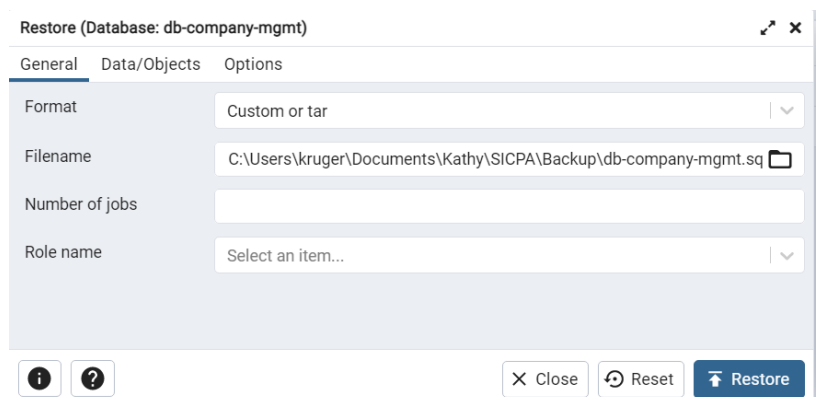 Restore (Database: db-company-mgmt)
General Data/Objects Options
Format Custom or tar
Filename C:\Users\kruger\Documents\Kathy\SICPA\Backup\db-company-mgmt.sq
Number of jobs
Role name Select an item...
Close Reset Restore